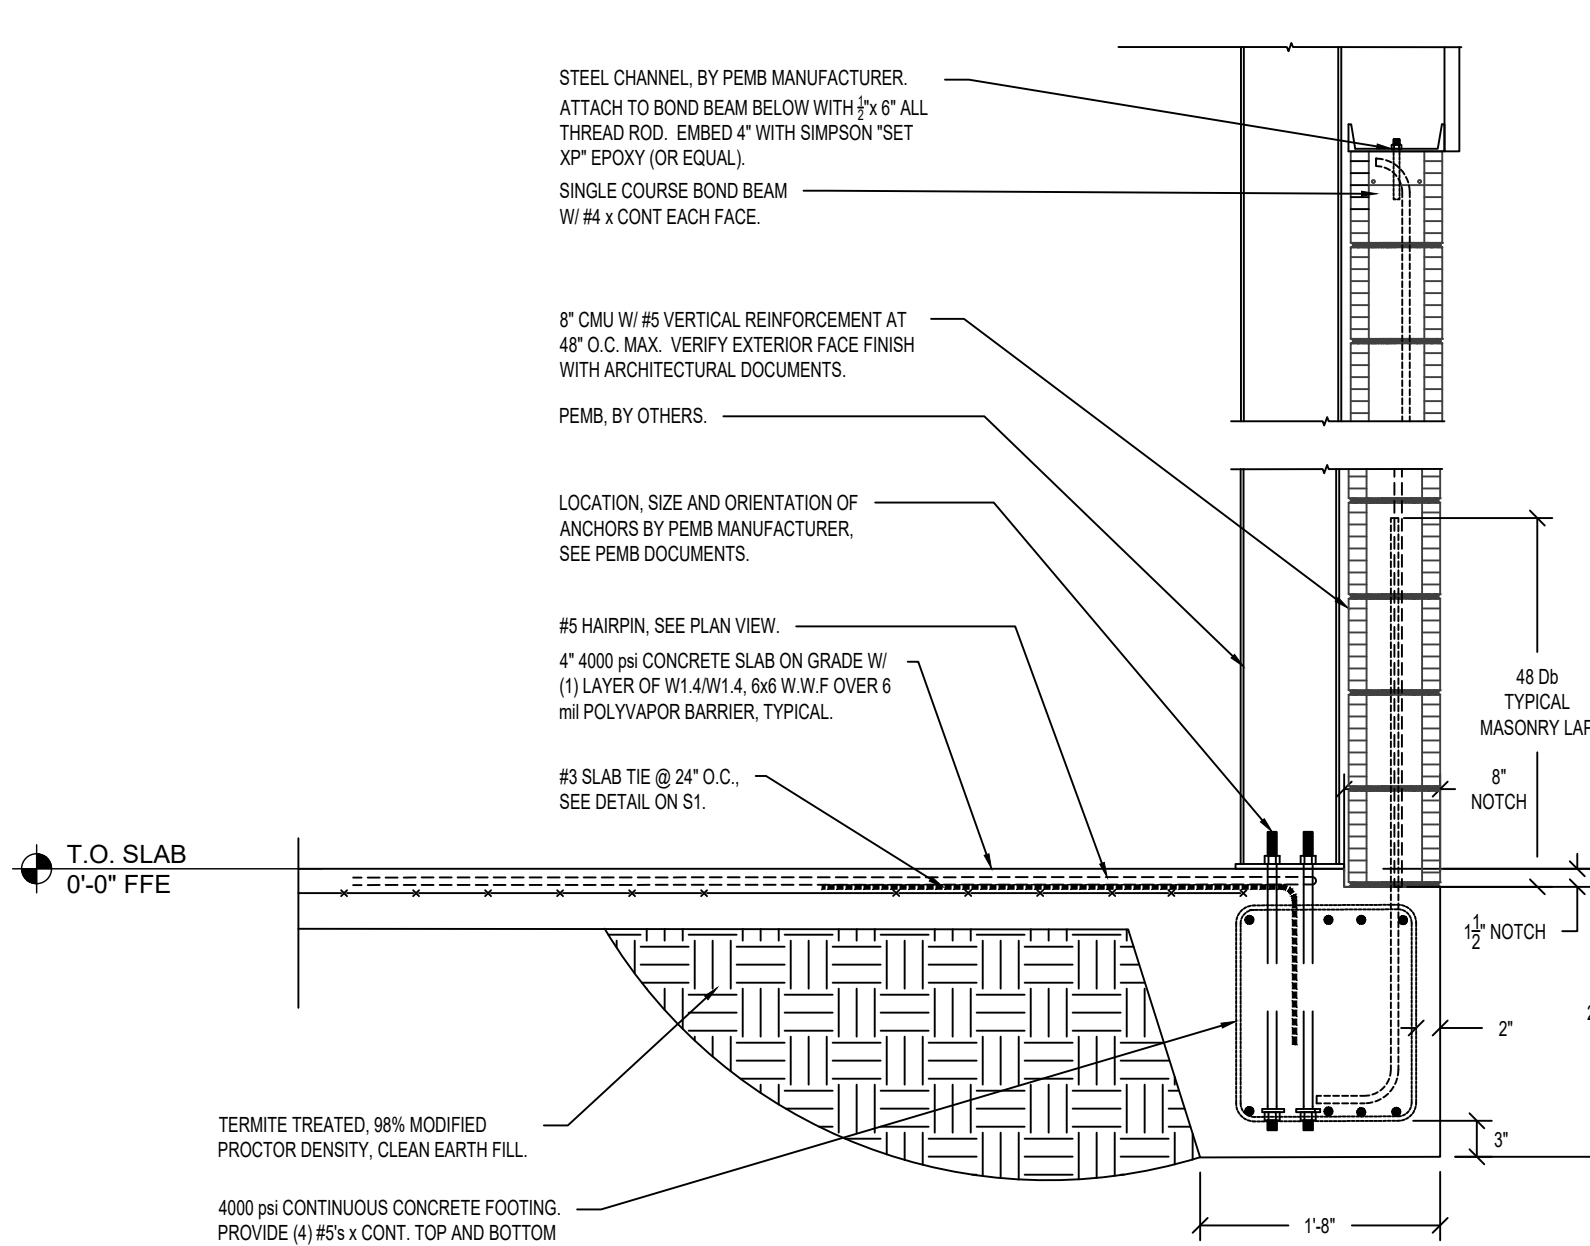 STEEL CHANNEL, BY PEMB MANUFACTURER.
ATTACH TO BOND BEAM BELOW WITH ½"x 6" ALL
THREAD ROD. EMBED 4" WITH SIMPSON "SET
XP" EPOXY (OR EQUAL).
SINGLE COURSE BOND BEAM
W/ #4 x CONT EACH FACE.
8" CMU W/ #5 VERTICAL REINFORCEMENT AT
48" O.C. MAX. VERIFY EXTERIOR FACE FINISH
WITH ARCHITECTURAL DOCUMENTS.
PEMB, BY OTHERS.
LOCATION, SIZE AND ORIENTATION OF
ANCHORS BY PEMB MANUFACTURER,
SEE PEMB DOCUMENTS.
#5 HAIRPIN, SEE PLAN VIEW.
4" 4000 psi CONCRETE SLAB ON GRADE W/
(1) LAYER OF W1.4/W1.4, 6x6 W.W.F OVER 6
mil POLYVAPOR BARRIER, TYPICAL.
#3 SLAB TIE @ 24" O.C.,
SEE DETAIL ON S1.
48 Db
TYPICAL
MASONRY LAP
8"
NOTCH
T.O. SLAB
0'-0" FFE
1½" NOTCH
2"
3"
1'-8"
TERMITE TREATED, 98% MODIFIED
PROCTOR DENSITY, CLEAN EARTH FILL.
4000 psi CONTINUOUS CONCRETE FOOTING.
PROVIDE (4) #5's x CONT. TOP AND BOTTOM